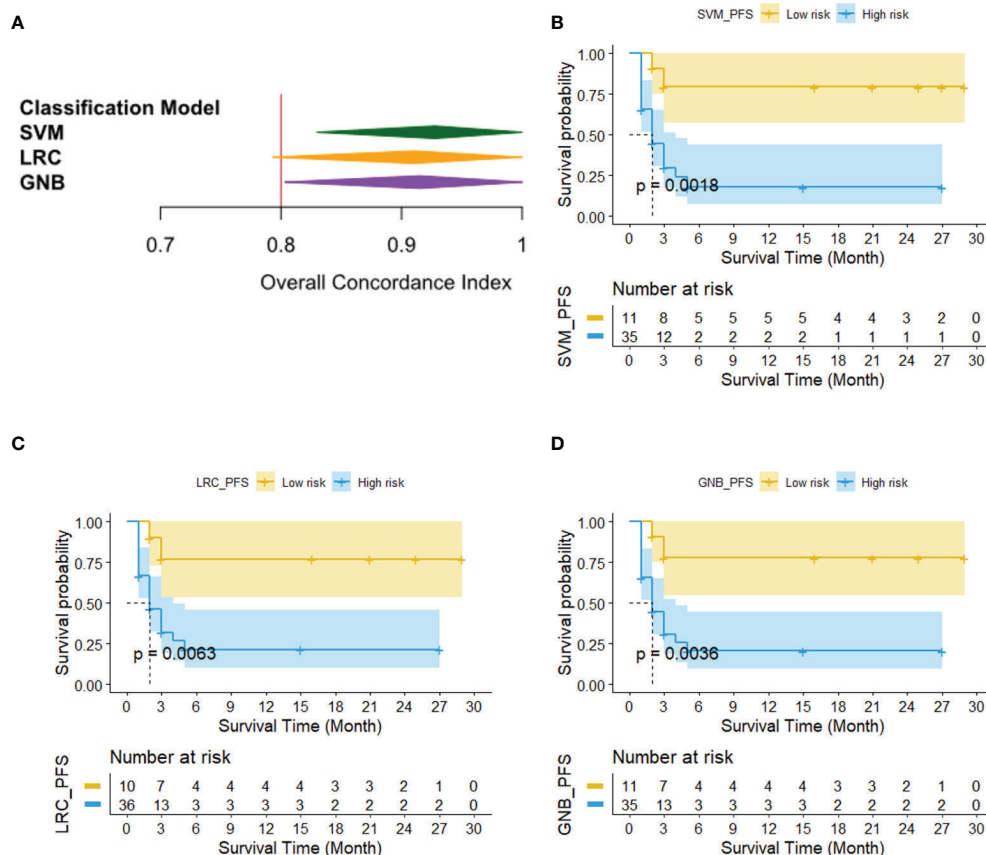 A
Classification Model
SVM
LRC
GNB
0.7 0.8 0.9 1
Overall Concordance Index
B
SVM_PFS Low risk High risk
Survival probability
1.00
0.75
0.50
0.25
0.00
p = 0.0018
0 3 6 9 12 15 18 21 24 27 30
Survival Time (Month)
Number at risk
SVM_PFS
11 8 5 5 5 5 4 4 3 2 0
35 12 2 2 2 2 1 1 1 1 0
0 3 6 9 12 15 18 21 24 27 30
Survival Time (Month)
C
LRC_PFS Low risk High risk
Survival probability
1.00
0.75
0.50
0.25
0.00
p = 0.0063
0 3 6 9 12 15 18 21 24 27 30
Survival Time (Month)
Number at risk
LRC_PFS
10 7 4 4 4 4 3 3 2 1 0
36 13 3 3 3 3 2 2 2 2 0
0 3 6 9 12 15 18 21 24 27 30
Survival Time (Month)
D
GNB_PFS Low risk High risk
Survival probability
1.00
0.75
0.50
0.25
0.00
p = 0.0036
0 3 6 9 12 15 18 21 24 27 30
Survival Time (Month)
Number at risk
GNB_PFS
11 7 4 4 4 4 3 3 2 1 0
35 13 3 3 3 3 2 2 2 2 0
0 3 6 9 12 15 18 21 24 27 30
Survival Time (Month)